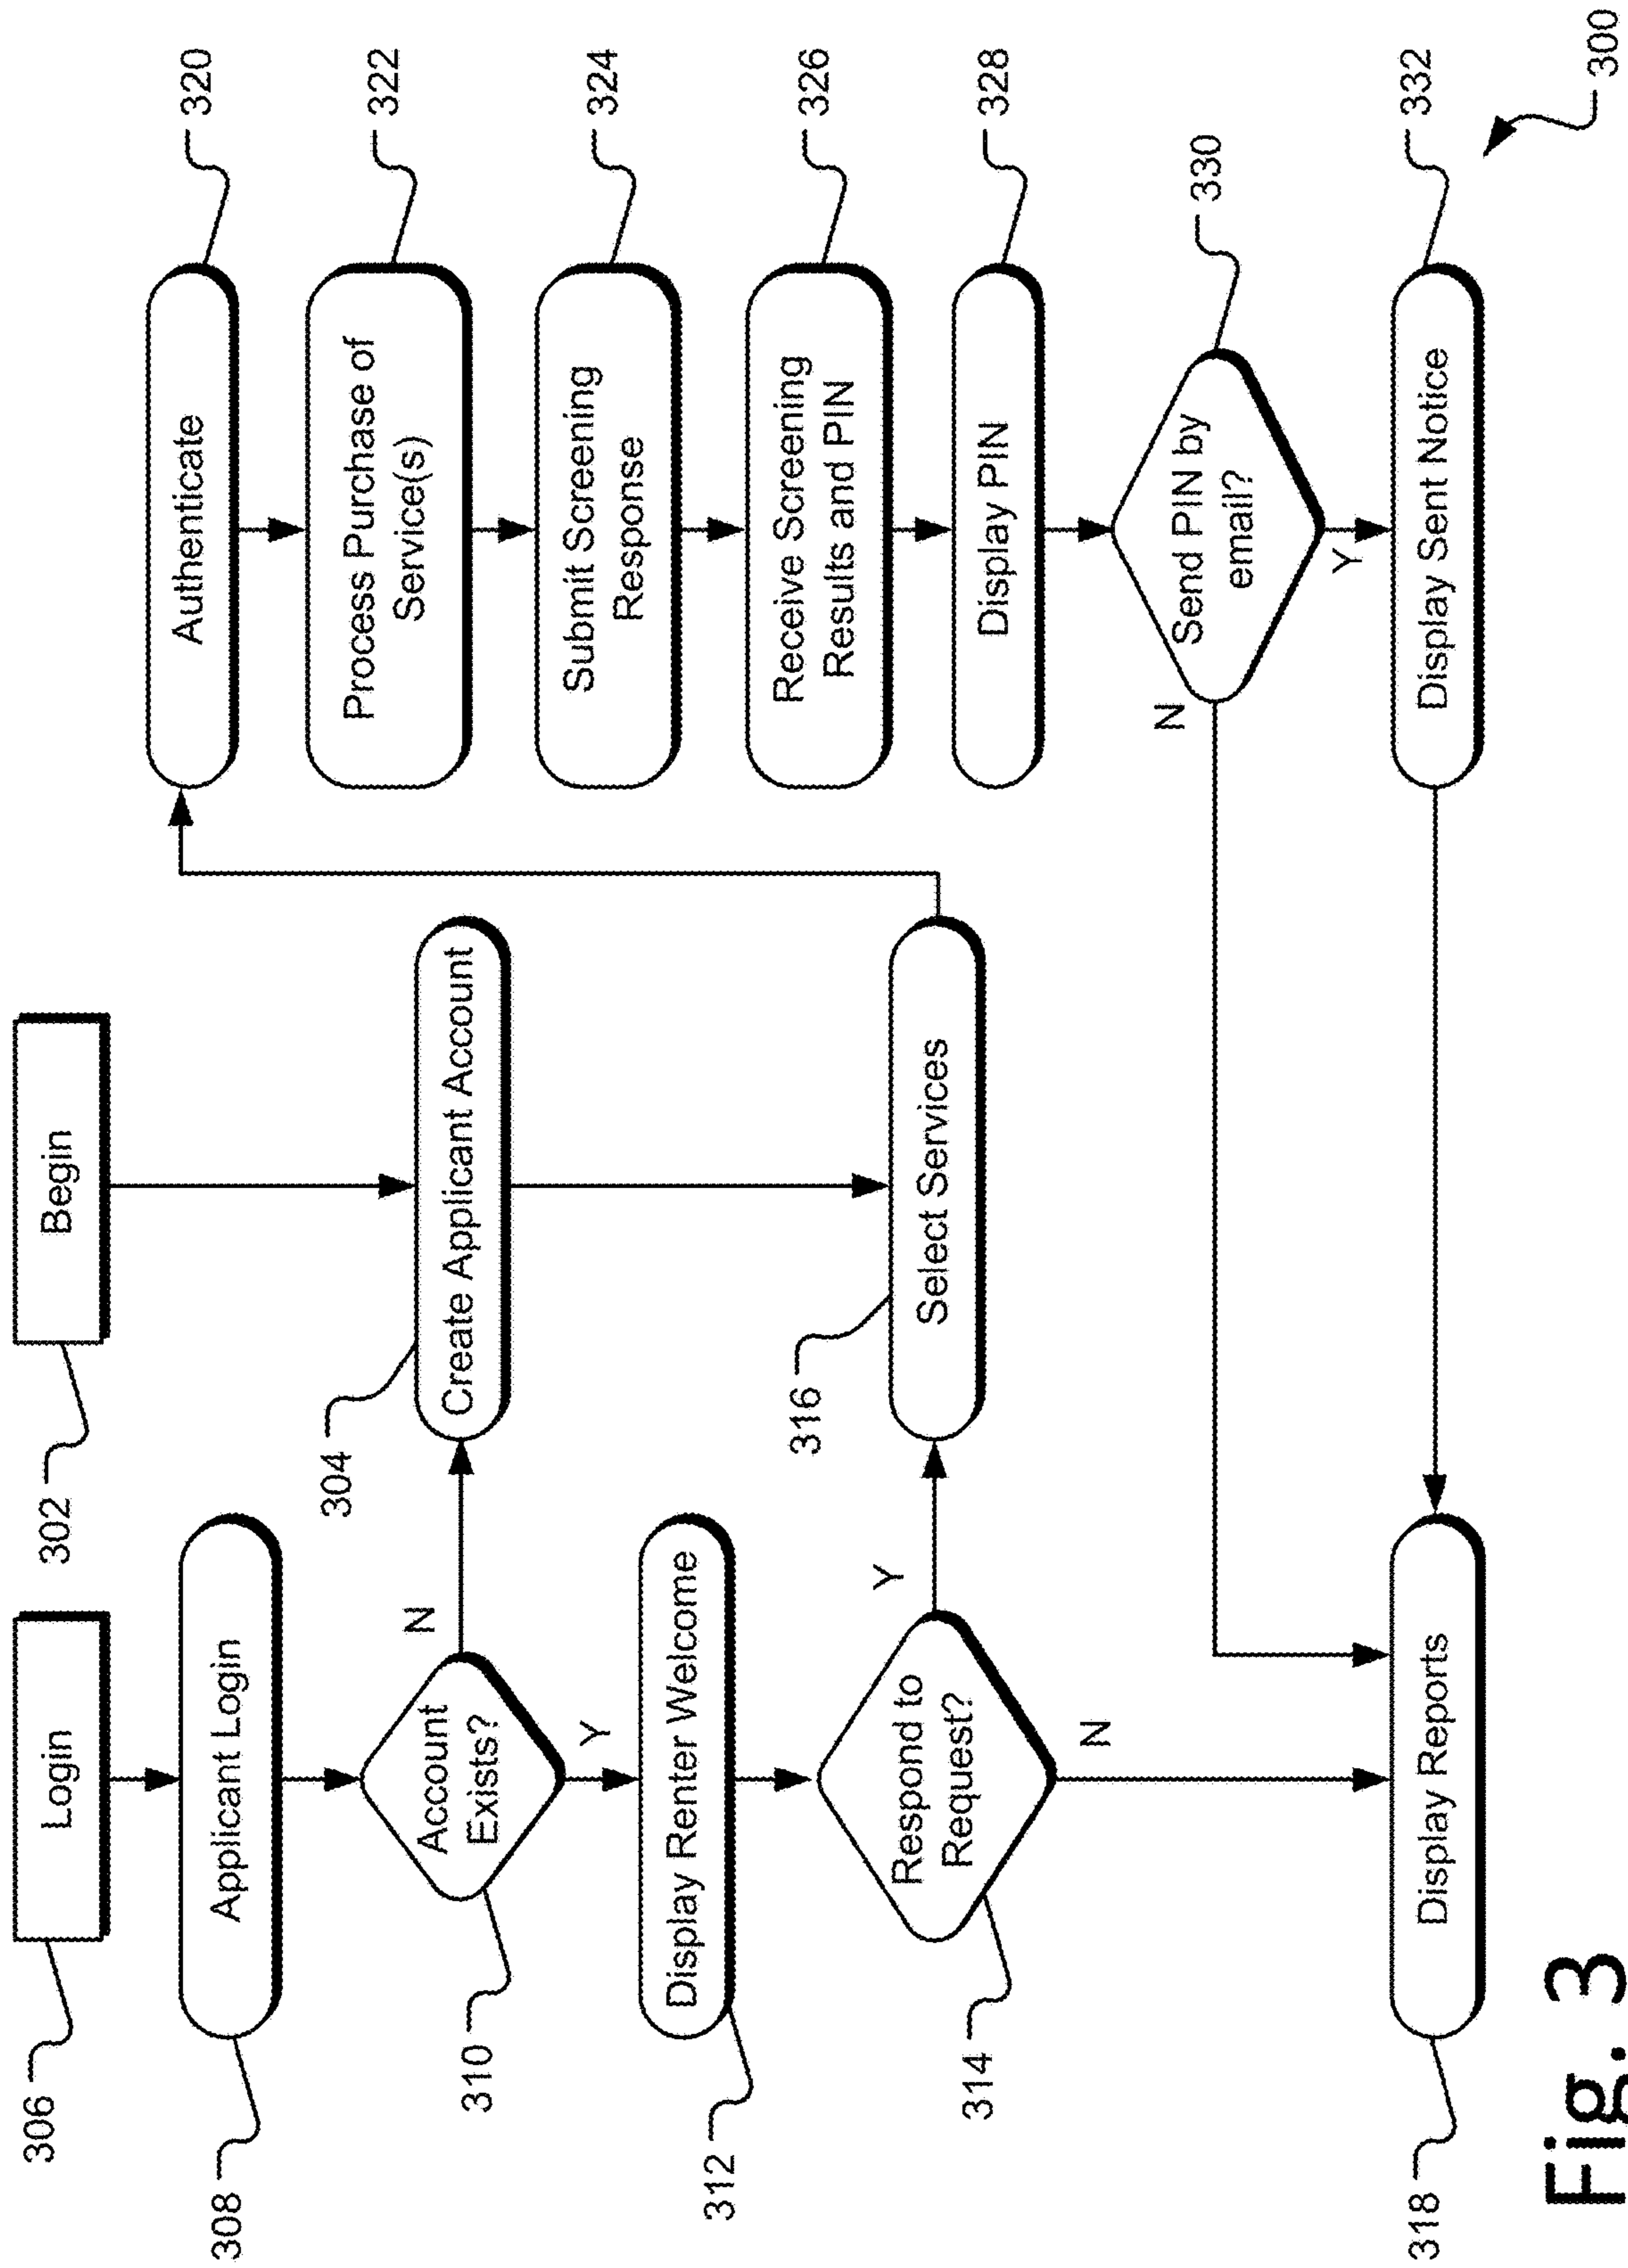 306
Login
302
Begin
308
Applicant Login
320
Authenticate
310
Account
Exists?
N
Y
304
Create Applicant Account
322
Process Purchase of
Service(s)
312
Display Renter Welcome
324
Submit Screening
Response
314
Respond to
Request?
Y
N
316
Select Services
326
Receive Screening
Results and PIN
328
Display PIN
330
Send PIN by
email?
N
Y
318
Display Reports
332
Display Sent Notice
300
Fig. 3